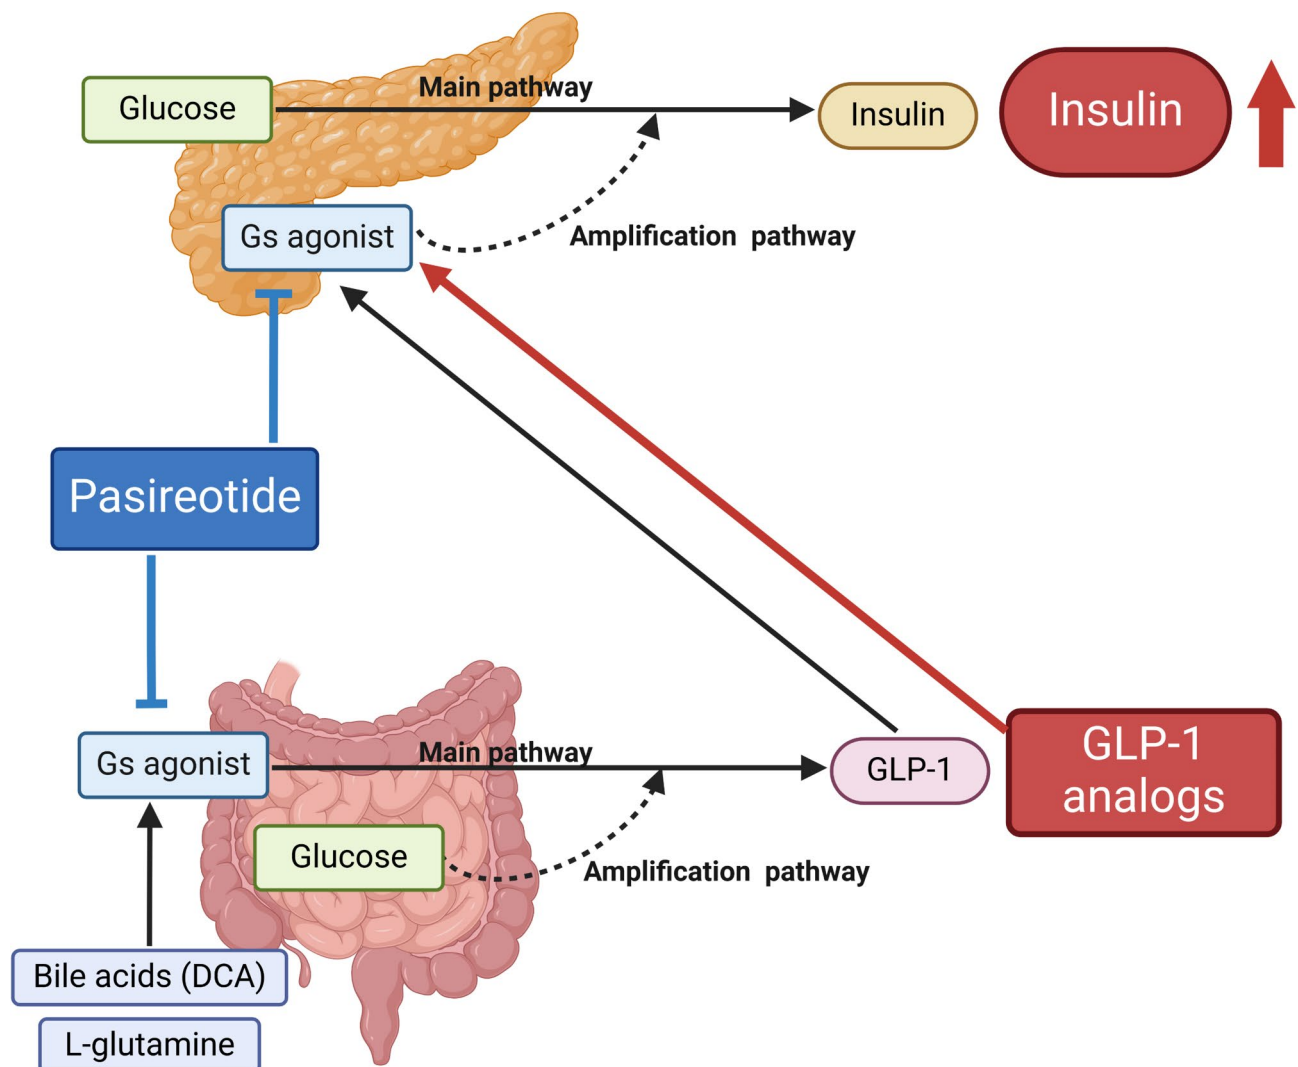 Main pathway
Glucose
Insulin
Insulin
Gs agonist
Amplification pathway
Pasireotide
Gs agonist
Main pathway
GLP-1
GLP-1
analogs
Glucose
Amplification pathway
Bile acids (DCA)
L-glutamine